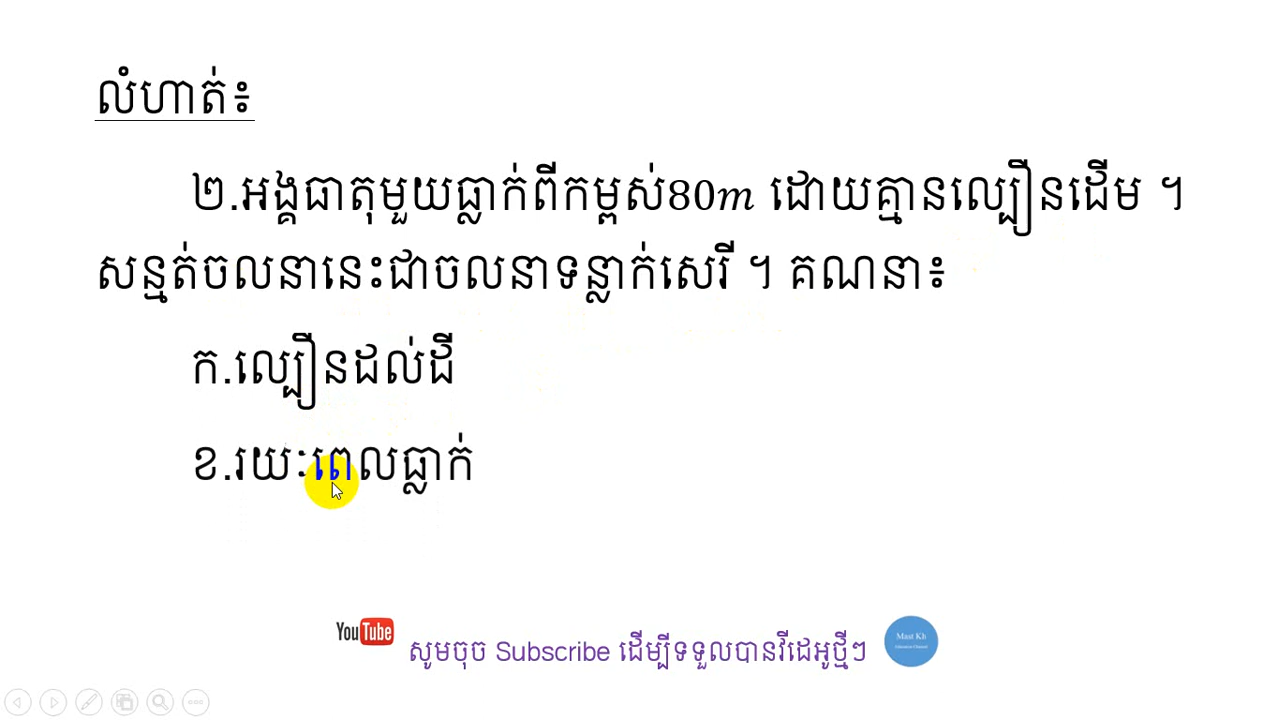 លំហាត់៖
២.អង្គធាតុមួយធ្លាក់ពីកម្ពស់80m ដោយគ្មានល្បឿនដើម ។
សន្មត់ចលនានេះជាចលនាទន្លាក់សេរី ។ គណនា៖
ក.ល្បឿនដល់ដី
ខ.រយៈពេលធ្លាក់
YouTube សូមចុច Subscribe ដើម្បីទទួលបានវីដេអូថ្មីៗ
Mast Kh
Education Channel